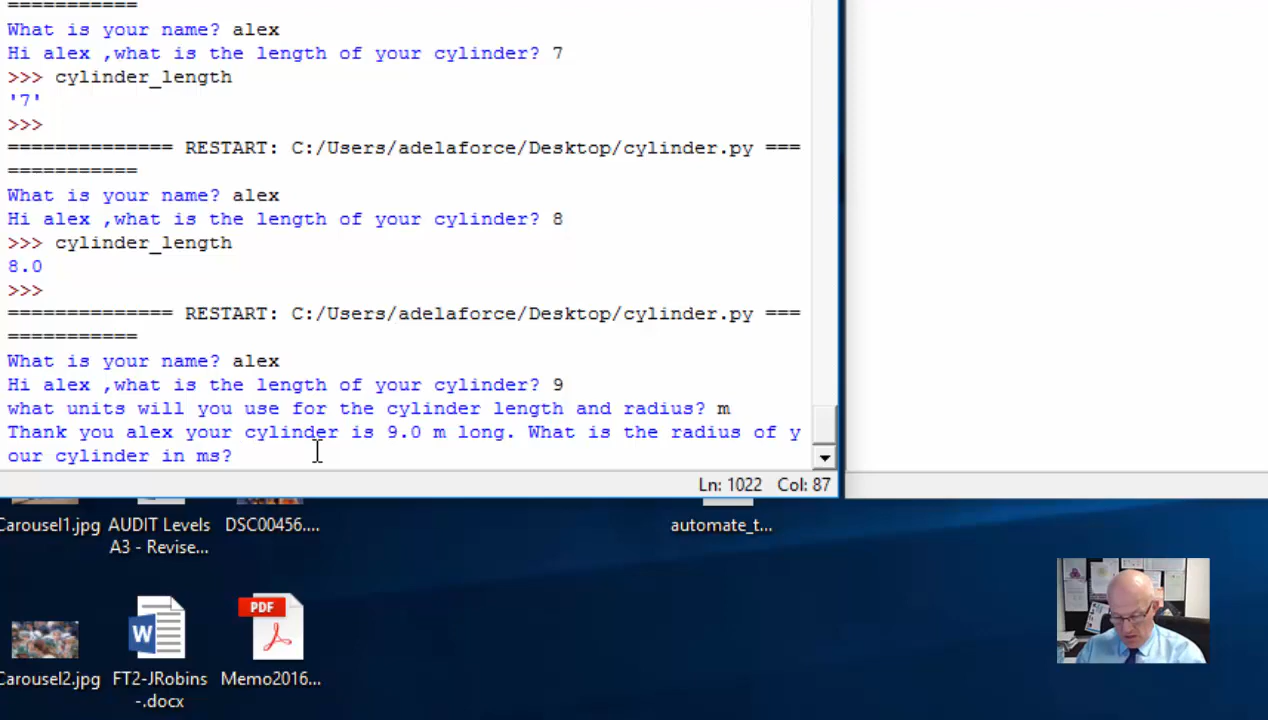 ===========
What is your name? alex
Hi alex ,what is the length of your cylinder? 7
>>> cylinder_length
'7'
>>>
============== RESTART: C:/Users/adelaforce/Desktop/cylinder.py ===
===========
What is your name? alex
Hi alex ,what is the length of your cylinder? 8
>>> cylinder_length
8.0
>>>
============== RESTART: C:/Users/adelaforce/Desktop/cylinder.py ===
===========
What is your name? alex
Hi alex ,what is the length of your cylinder? 9
what units will you use for the cylinder length and radius? m
Thank you alex your cylinder is 9.0 m long. What is the radius of y
our cylinder in ms?
Ln: 1022 Col: 87
Carousel1.jpg
AUDIT Levels
A3 - Revise...
DSC00456....
automate_t...
W
PDF
Carousel2.jpg
FT2-JRobins
-.docx
Memo2016...